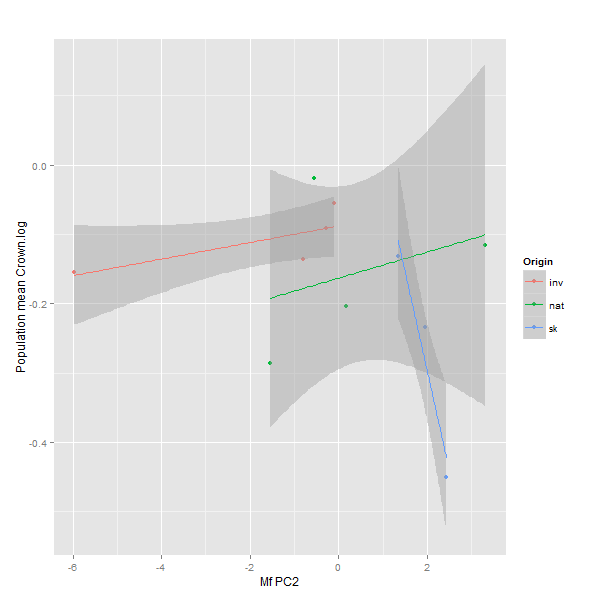 0.0
-0.2
-0.4
-6
-4
-2
0
2
Mf PC2
Population mean Crown.log
Origin
inv
nat
sk